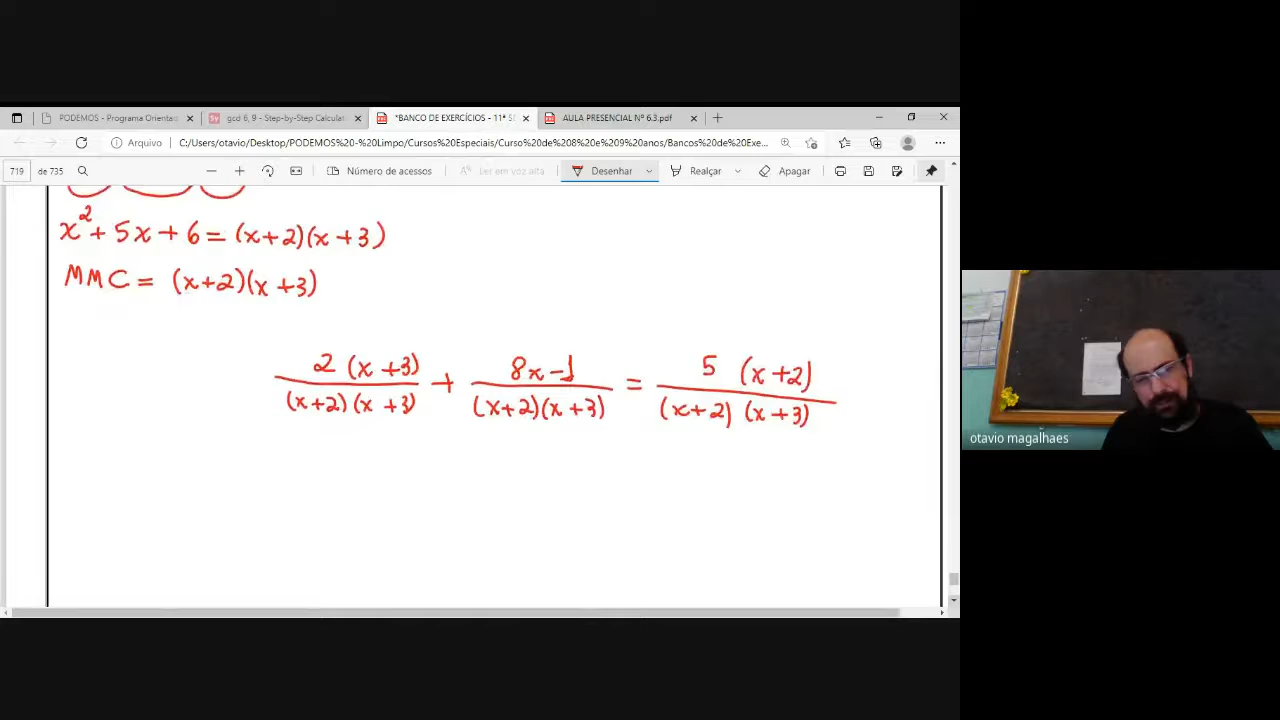 PODEMOS - Programa Orienta
gcd 6, 9 - Step-by-Step Calculat
*BANCO DE EXERCÍCIOS - 11ª S
AULA PRESENCIAL Nº 6.3.pdf
Arquivo C:/Users/otavio/Desktop/PODEMOS%20-%20Limpo/Cursos%20Especiais/Curso%20de%208%20e%209%20anos/Bancos%20de%20Exe...
719 de 735 Número de acessos Ler em voz alta Desenhar Realçar Apagar
x² + 5x + 6 = (x+2)(x+3)
MMC = (x+2)(x+3)
2 (x+3) / (x+2)(x+3) + 8x-1 / (x+2)(x+3) = 5 (x+2) / (x+2)(x+3)
otavio magalhaes